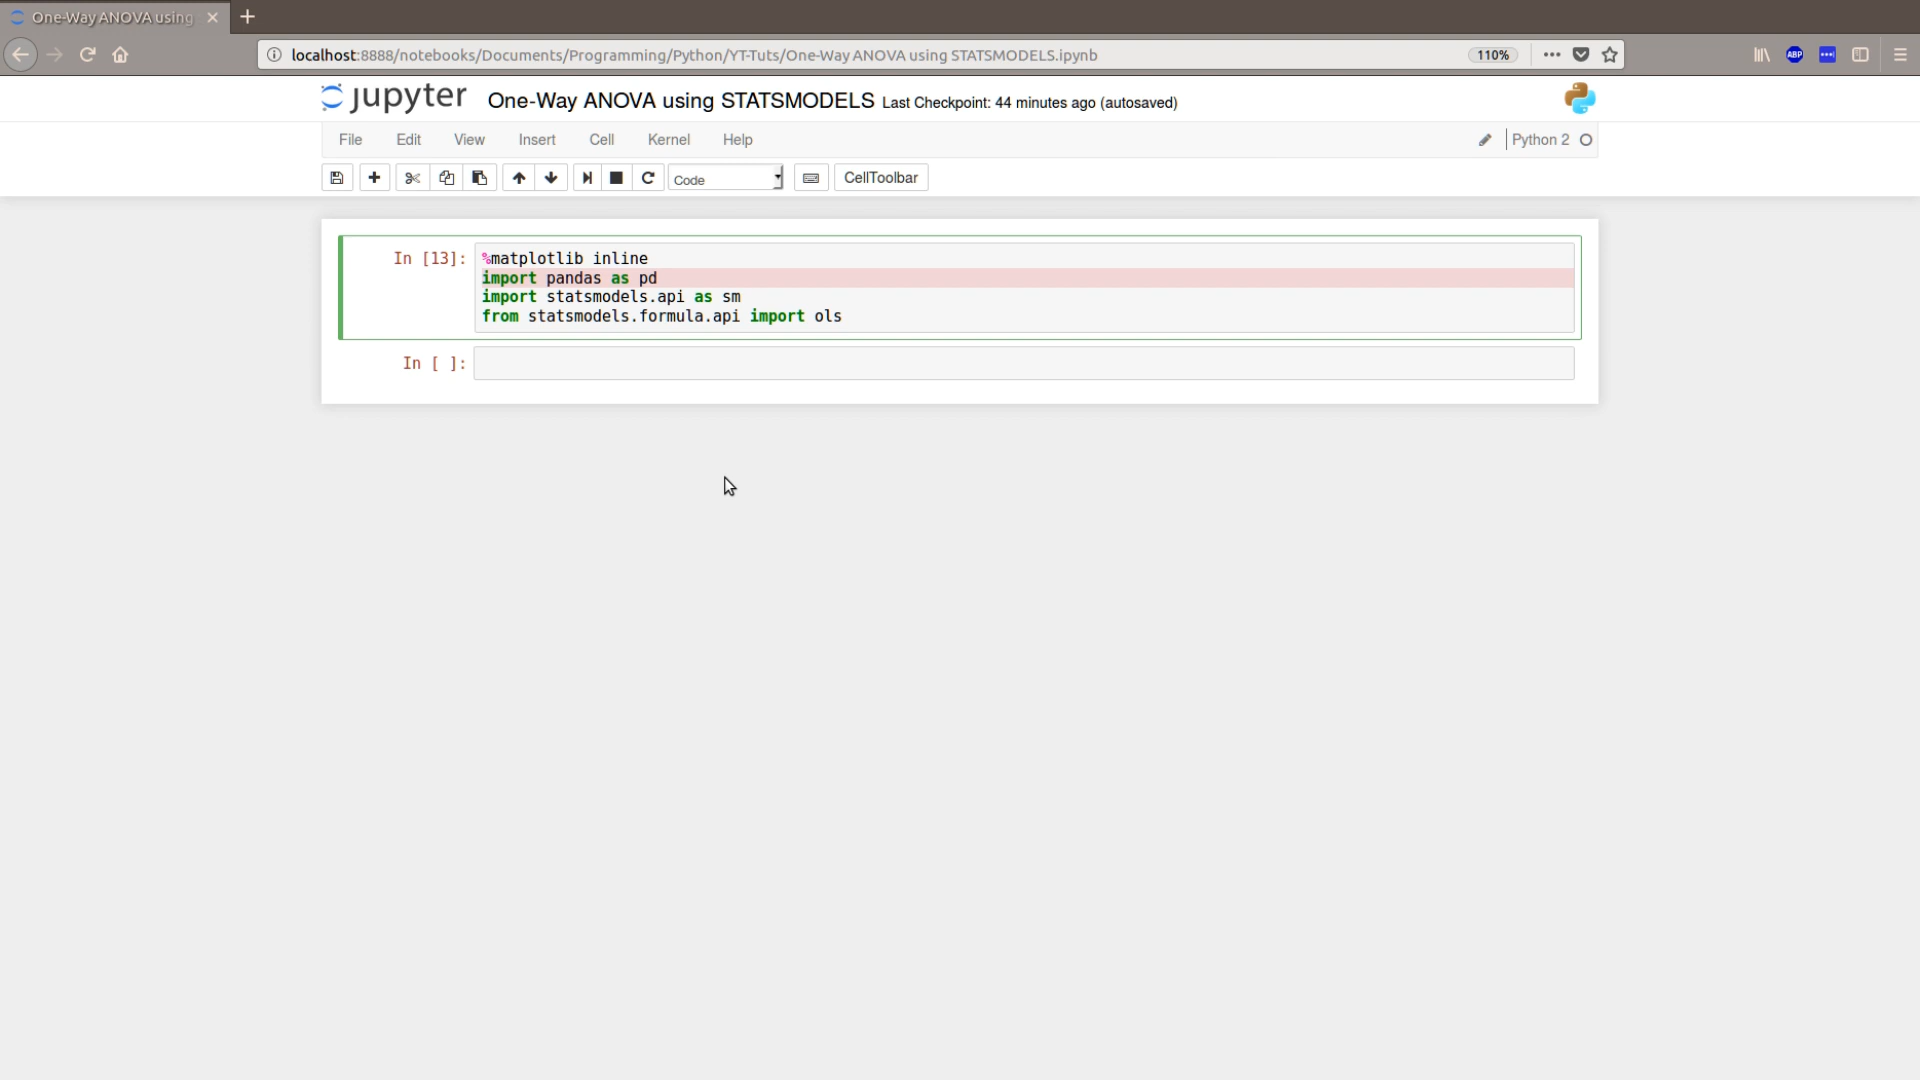 One-Way ANOVA using
localhost:8888/notebooks/Documents/Programming/Python/YT-Tuts/One-Way ANOVA using STATSMODELS.ipynb
110%
ABP
jupyter One-Way ANOVA using STATSMODELS Last Checkpoint: 44 minutes ago (autosaved)
File Edit View Insert Cell Kernel Help
Python 2
Code
CellToolbar
In [13]: %matplotlib inline
import pandas as pd
import statsmodels.api as sm
from statsmodels.formula.api import ols
In [ ]: